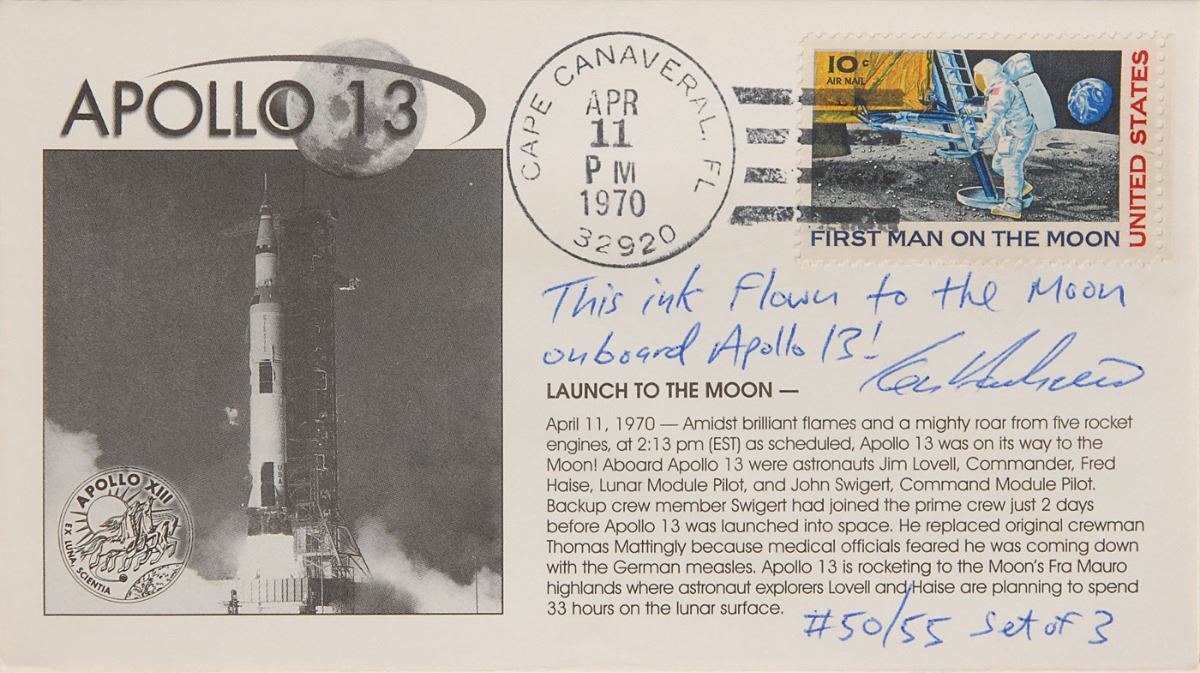 APOLLO 13
CAPE CANAVERAL, FL
APR
11
PM
1970
32920
10c
AIR MAIL
UNITED STATES
FIRST MAN ON THE MOON
This ink flown to the Moon
onboard Apollo 13!
LAUNCH TO THE MOON —
April 11, 1970 — Amidst brilliant flames and a mighty roar from five rocket
engines, at 2:13 pm (EST) as scheduled, Apollo 13 was on its way to the
Moon! Aboard Apollo 13 were astronauts Jim Lovell, Commander, Fred
Haise, Lunar Module Pilot, and John Swigert, Command Module Pilot.
Backup crew member Swigert had joined the prime crew just 2 days
before Apollo 13 was launched into space. He replaced original crewman
Thomas Mattingly because medical officials feared he was coming down
with the German measles. Apollo 13 is rocketing to the Moon's Fra Mauro
highlands where astronaut explorers Lovell and Haise are planning to spend
33 hours on the lunar surface.
#50/55 set of 3
APOLLO XIII
EX LUNA, SCIENTIA
USA